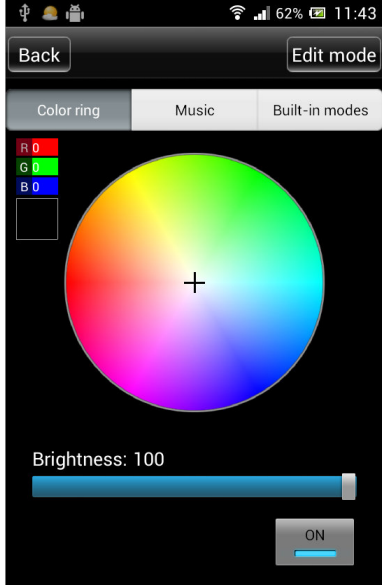 62% 11:43
Back Edit mode
Color ring Music Built-in modes
R 0
G 0
B 0
Brightness: 100
ON